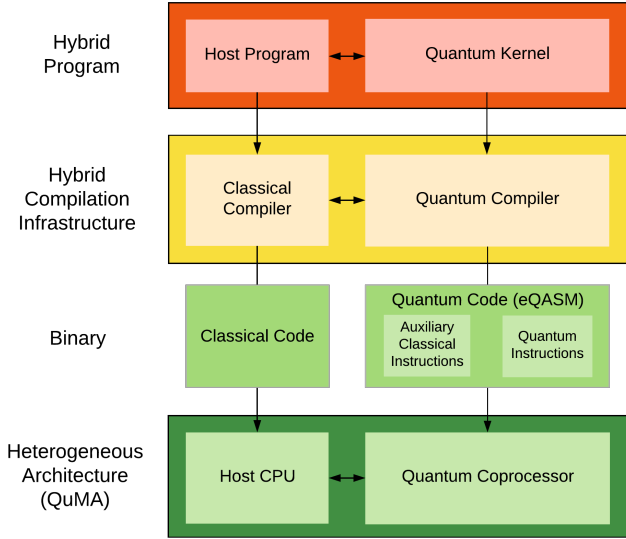 Hybrid
Program
Host Program
Quantum Kernel
Hybrid
Compilation
Infrastructure
Classical
Compiler
Quantum Compiler
Binary
Classical Code
Quantum Code (eQASM)
Auxiliary
Classical
Instructions
Quantum
Instructions
Heterogeneous
Architecture
(QuMA)
Host CPU
Quantum Coprocessor